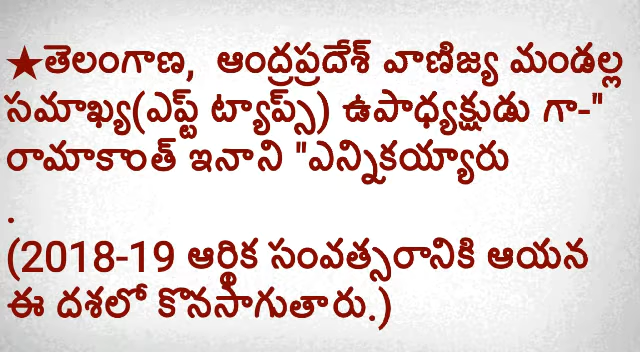 ★తెలంగాణ, ఆంద్రప్రదేశ్ వాణిజ్య మండల్ల
సమాఖ్య(ఎఫ్ట్ ట్యాప్స్) ఉపాధ్యక్షుడు గా-"
రామాకాంత్ ఇనాని "ఎన్నికయ్యారు
.
(2018-19 ఆర్థిక సంవత్సరానికి ఆయన
ఈ దశలో కొనసాగుతారు.)